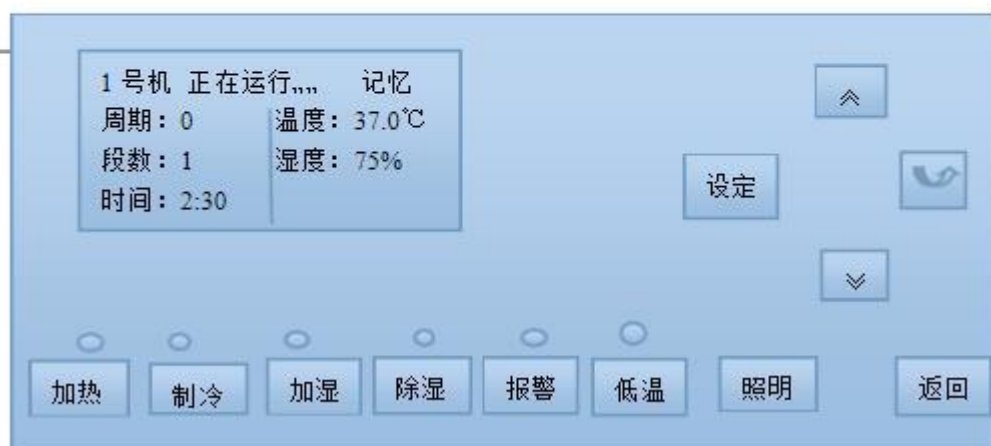 1 号机 正在运行,,,, 记忆
周期：0 温度：37.0℃
段数：1 湿度：75%
时间：2:30
设定
加热 制冷 加湿 除湿 报警 低温 照明 返回